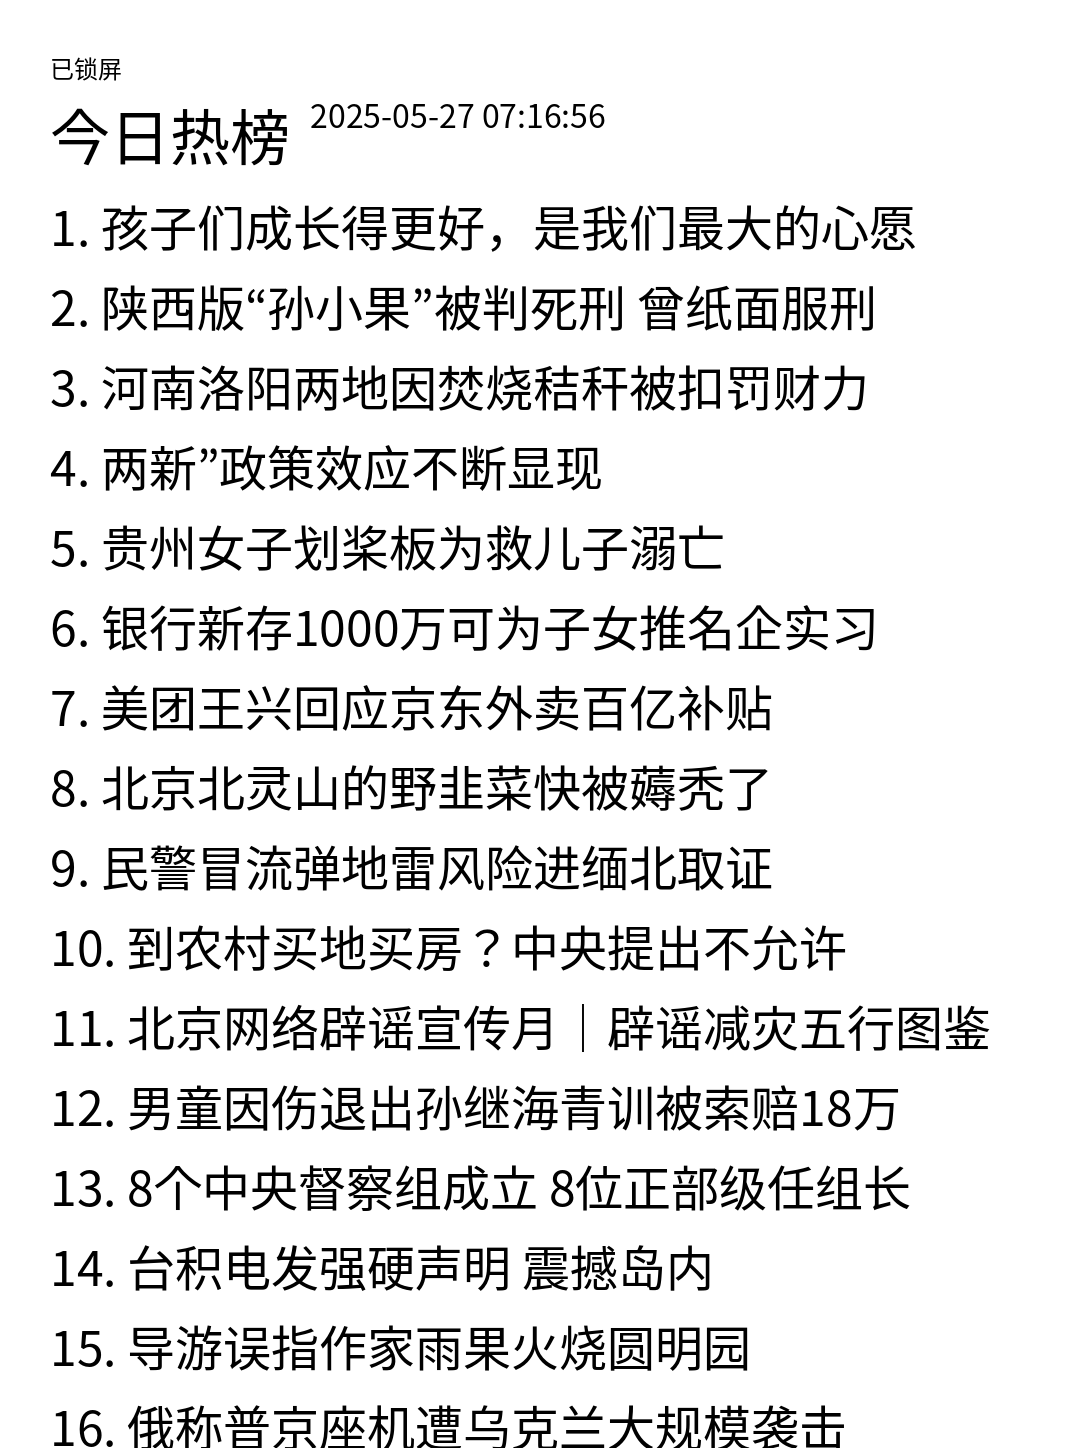 已锁屏
今日热榜 2025-05-27 07:16:56
1. 孩子们成长得更好，是我们最大的心愿
2. 陕西版“孙小果”被判死刑 曾纸面服刑
3. 河南洛阳两地因焚烧秸秆被扣罚财力
4. 两新”政策效应不断显现
5. 贵州女子划桨板为救儿子溺亡
6. 银行新存1000万可为子女推名企实习
7. 美团王兴回应京东外卖百亿补贴
8. 北京北灵山的野韭菜快被薅秃了
9. 民警冒流弹地雷风险进缅北取证
10. 到农村买地买房？中央提出不允许
11. 北京网络辟谣宣传月｜辟谣减灾五行图鉴
12. 男童因伤退出孙继海青训被索赔18万
13. 8个中央督察组成立 8位正部级任组长
14. 台积电发强硬声明 震撼岛内
15. 导游误指作家雨果火烧圆明园
16. 俄称普京座机遭乌克兰大规模袭击